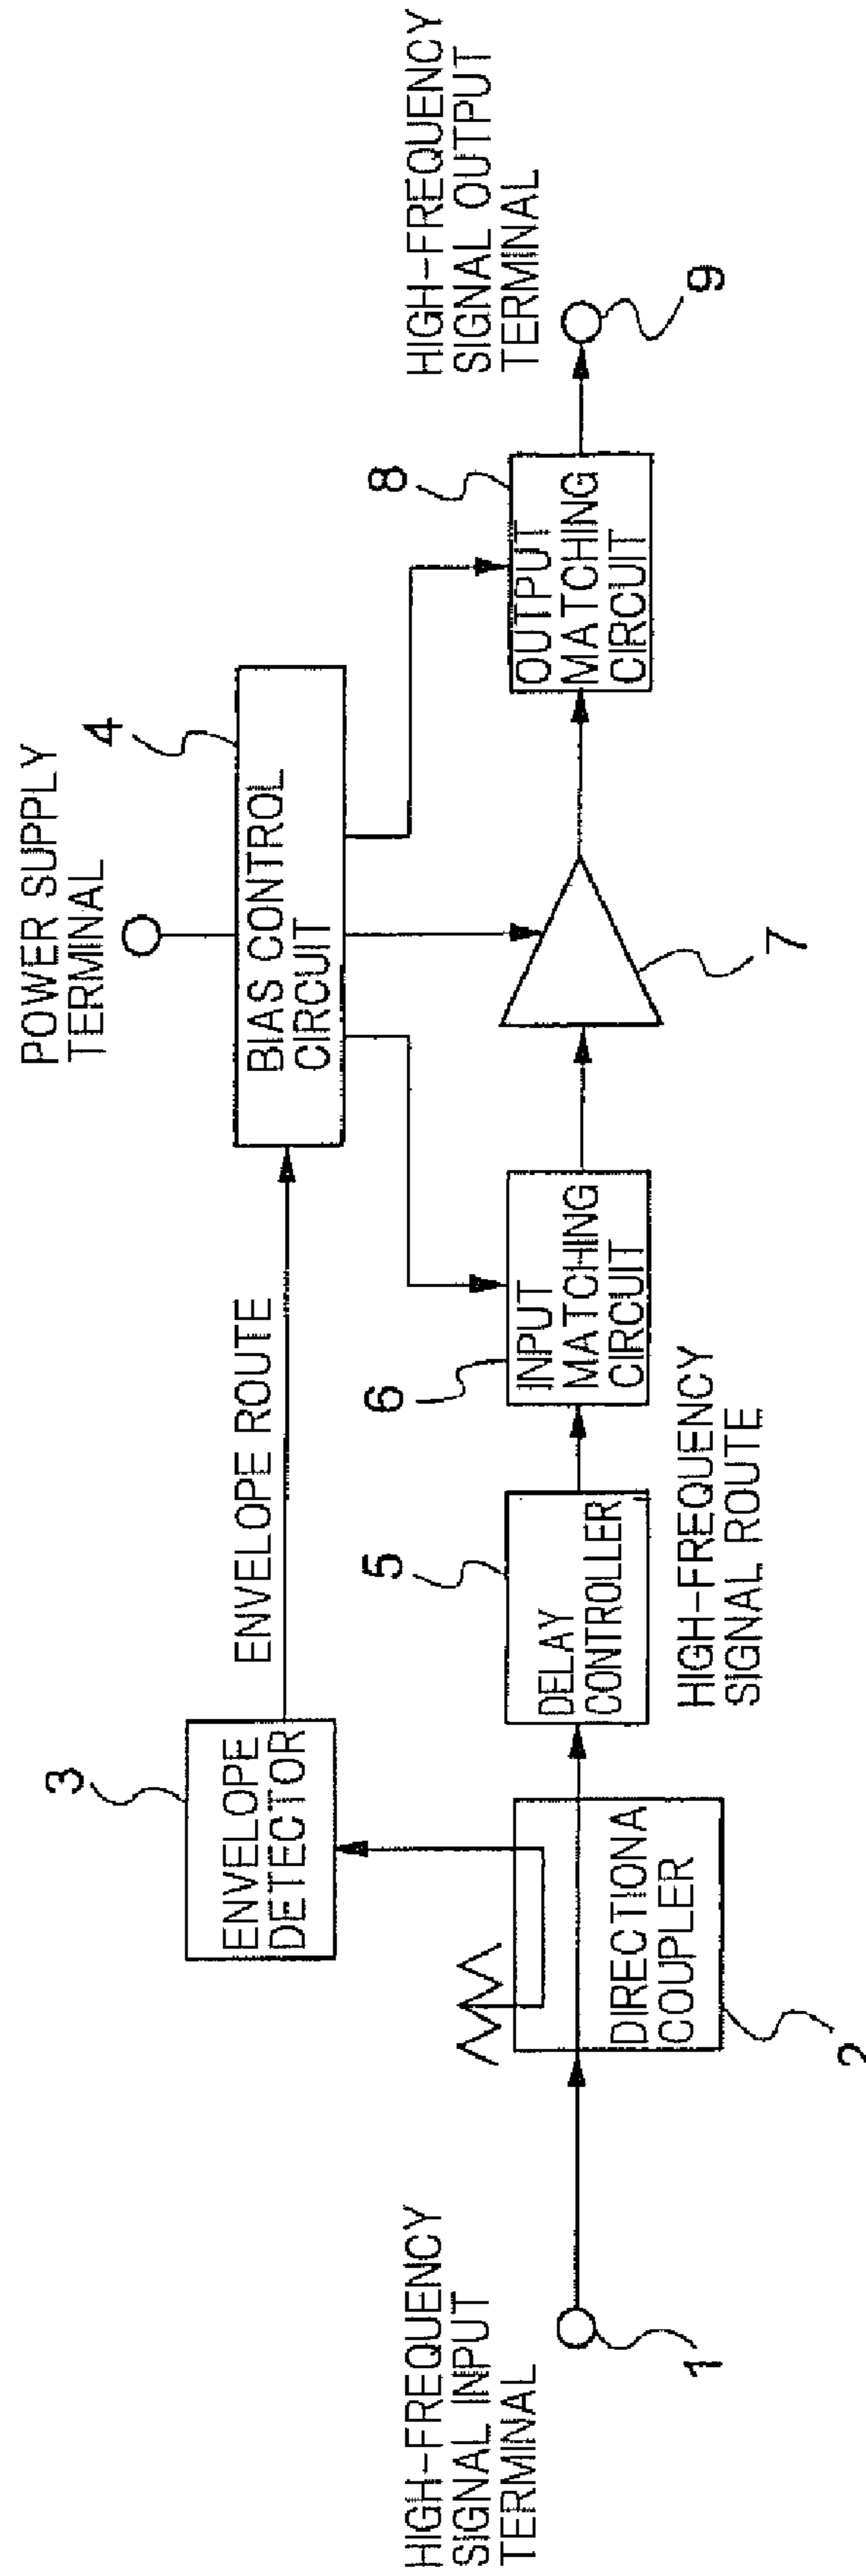 POWER SUPPLY
TERMINAL
4
BIAS CONTROL
CIRCUIT
3
ENVELOPE
DETECTOR
ENVELOPE ROUTE
HIGH-FREQUENCY
SIGNAL INPUT
TERMINAL
1
DIRECTIONA
COUPLER
2
5
DELAY
CONTROLLER
6
INPUT
MATCHING
CIRCUIT
HIGH-FREQUENCY
SIGNAL ROUTE
7
8
OUTPUT
MATCHING
CIRCUIT
HIGH-FREQUENCY
SIGNAL OUTPUT
TERMINAL
9